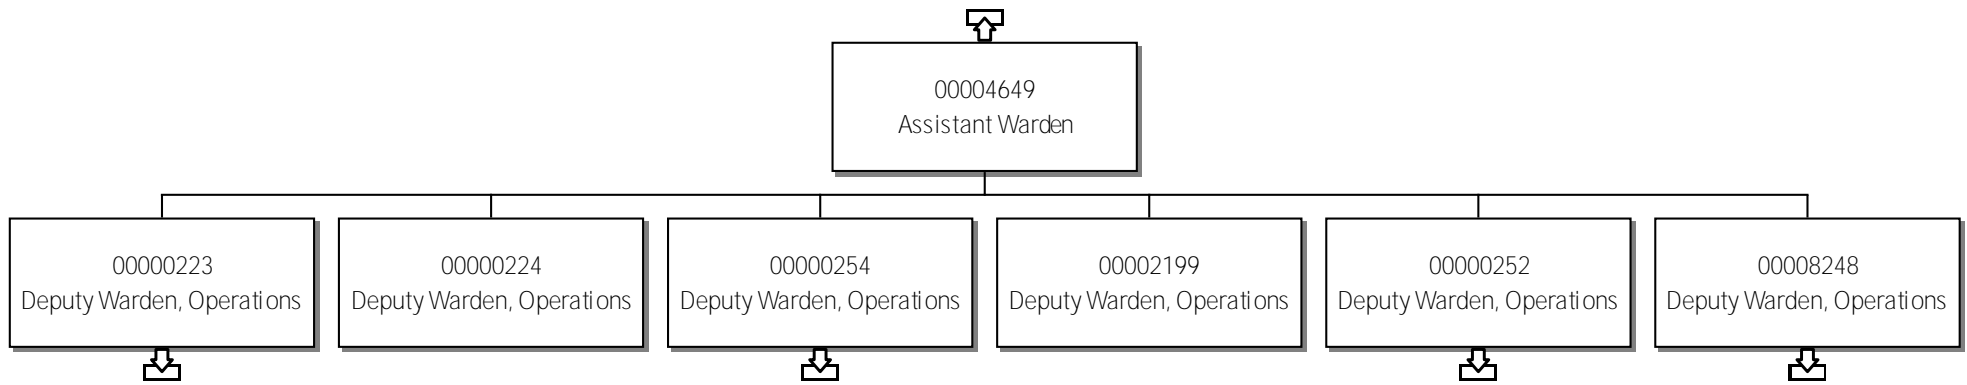 00004649
Assistant Warden
00000223
Deputy Warden, Operations
00000224
Deputy Warden, Operations
00000254
Deputy Warden, Operations
00002199
Deputy Warden, Operations
00000252
Deputy Warden, Operations
00008248
Deputy Warden, Operations